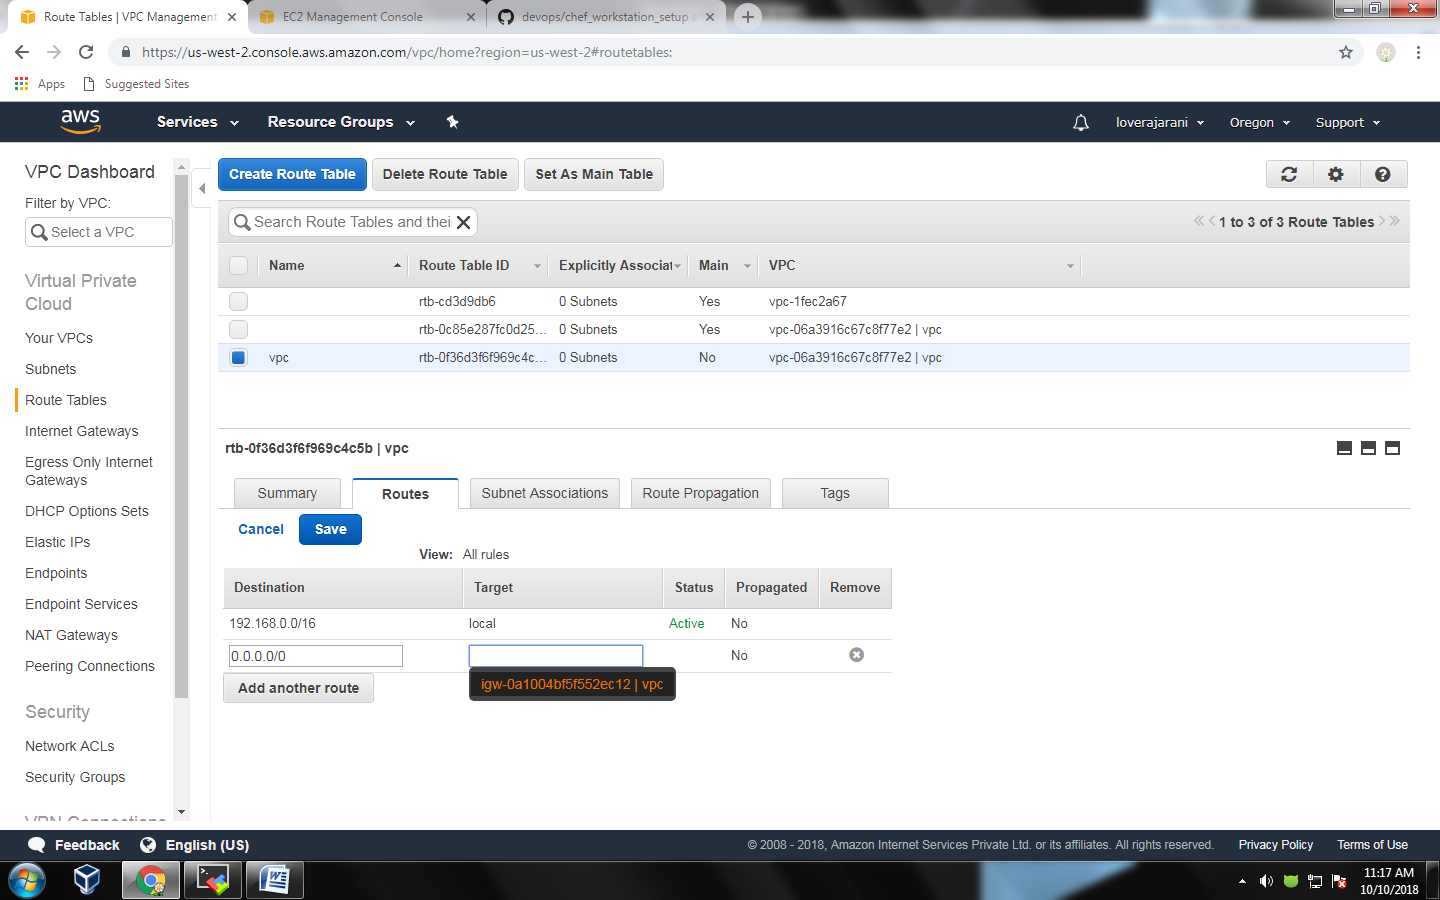 Route Tables | VPC Management
EC2 Management Console
devops/chef_workstation_setup
https://us-west-2.console.aws.amazon.com/vpc/home?region=us-west-2#routetables:
Apps
Suggested Sites
aws
Services
Resource Groups
loverajarani
Oregon
Support
VPC Dashboard
Filter by VPC:
Select a VPC
Virtual Private
Cloud
Your VPCs
Subnets
Route Tables
Internet Gateways
Egress Only Internet
Gateways
DHCP Options Sets
Elastic IPs
Endpoints
Endpoint Services
NAT Gateways
Peering Connections
Security
Network ACLs
Security Groups
VPN Connections
Create Route Table
Delete Route Table
Set As Main Table
Search Route Tables and thei
1 to 3 of 3 Route Tables
Name Route Table ID Explicitly Associat Main VPC
rtb-cd3d9db6 0 Subnets Yes vpc-1fec2a67
rtb-0c85e287fc0d25... 0 Subnets Yes vpc-06a3916c67c8f77e2 | vpc
vpc rtb-0f36d3f6f969c4c... 0 Subnets No vpc-06a3916c67c8f77e2 | vpc
rtb-0f36d3f6f969c4c5b | vpc
Summary
Routes
Subnet Associations
Route Propagation
Tags
Cancel
Save
View: All rules
Destination Target Status Propagated Remove
192.168.0.0/16 local Active No
0.0.0.0/0 No
igw-0a1004bf5f552ec12 | vpc
Add another route
Feedback
English (US)
© 2008 - 2018, Amazon Internet Services Private Ltd. or its affiliates. All rights reserved.
Privacy Policy
Terms of Use
11:17 AM
10/10/2018